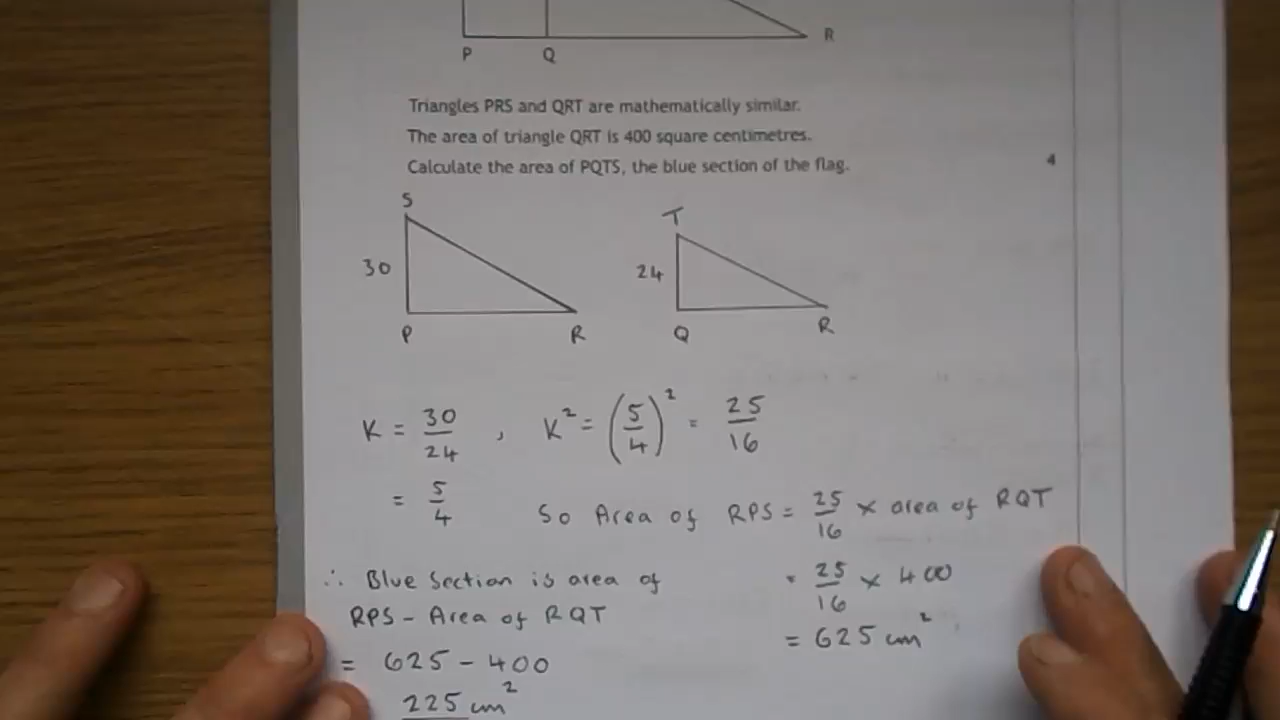 P Q R
Triangles PRS and QRT are mathematically similar.
The area of triangle QRT is 400 square centimetres.
Calculate the area of PQTS, the blue section of the flag. 4
S T
30 24
P R Q R
K = 30/24 , K² = (5/4)² = 25/16
= 5/4
So Area of RPS = 25/16 × area of RQT
= 25/16 × 400
= 625 cm²
∴ Blue Section is area of
RPS - Area of RQT
= 625 - 400
225 cm²